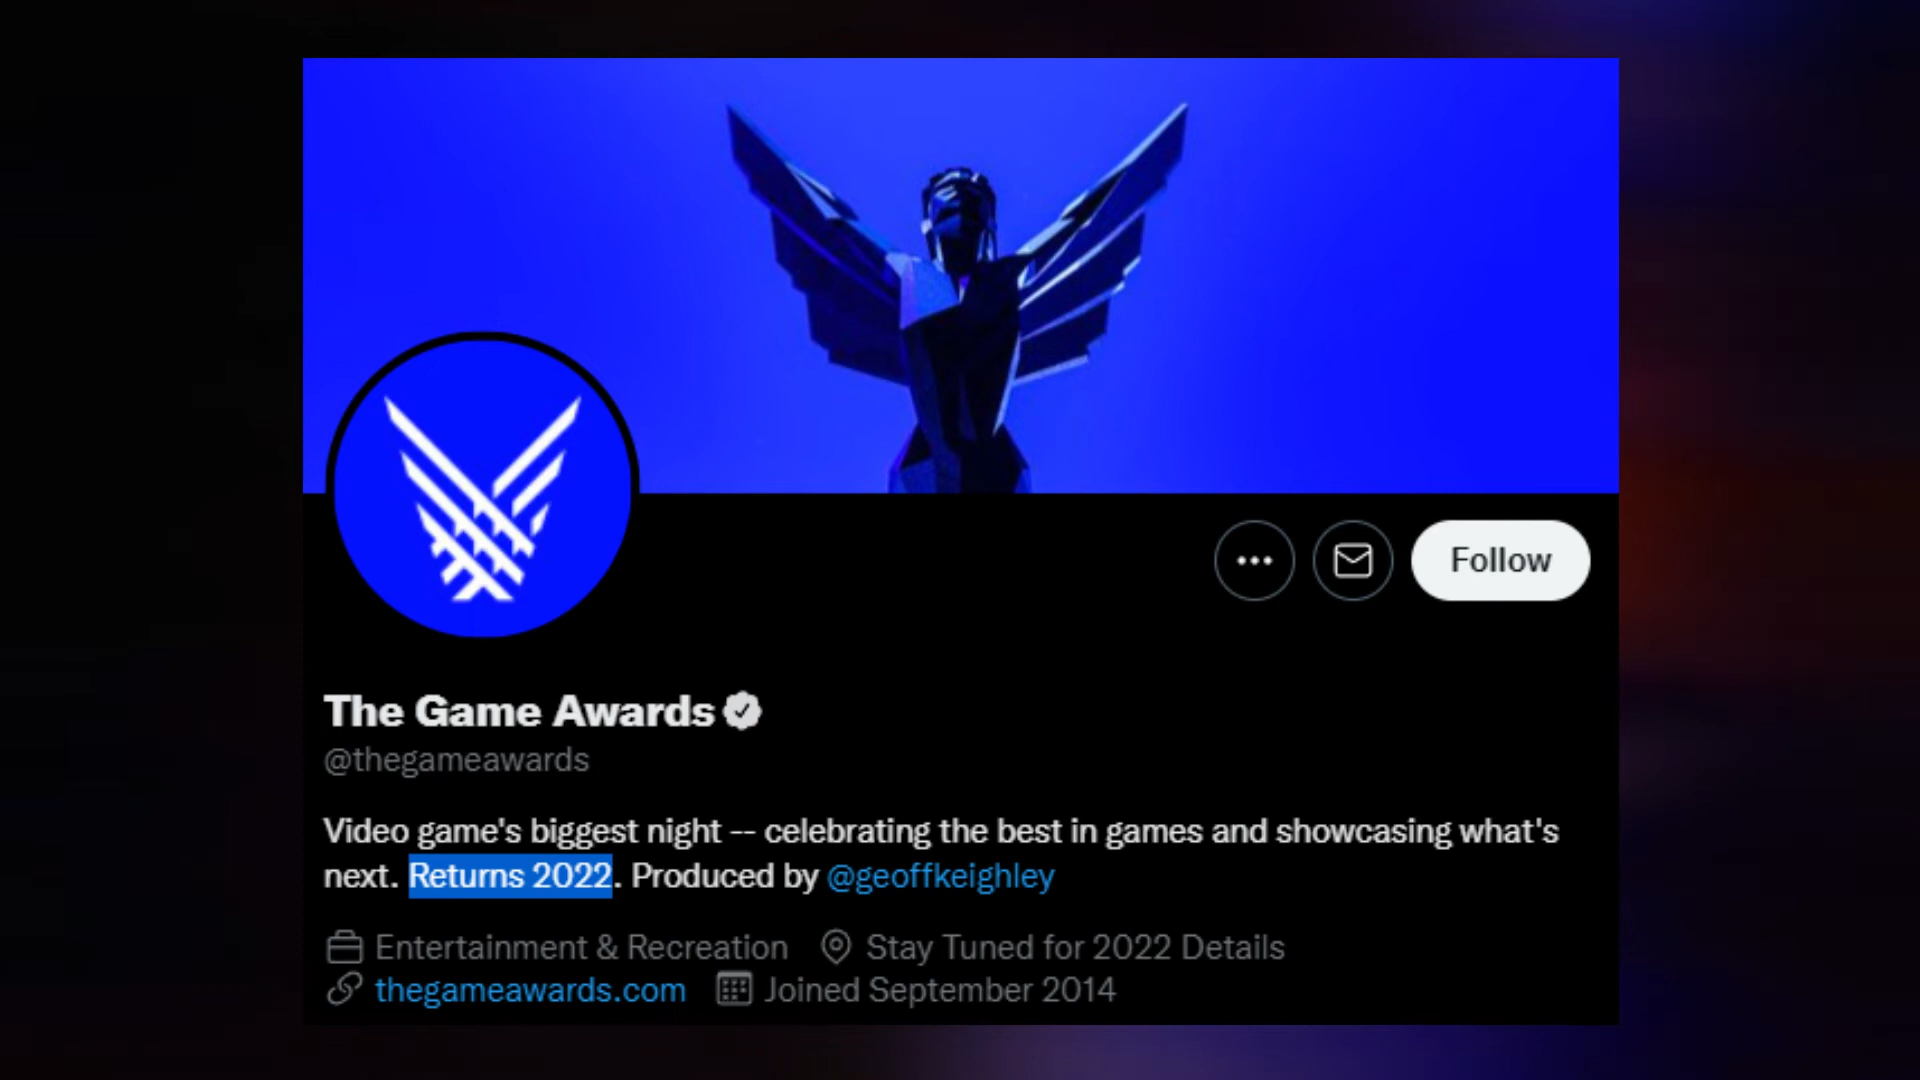 Follow
The Game Awards
@thegameawards
Video game's biggest night -- celebrating the best in games and showcasing what's
next. Returns 2022. Produced by @geoffkeighley
Entertainment & Recreation Stay Tuned for 2022 Details
thegameawards.com Joined September 2014